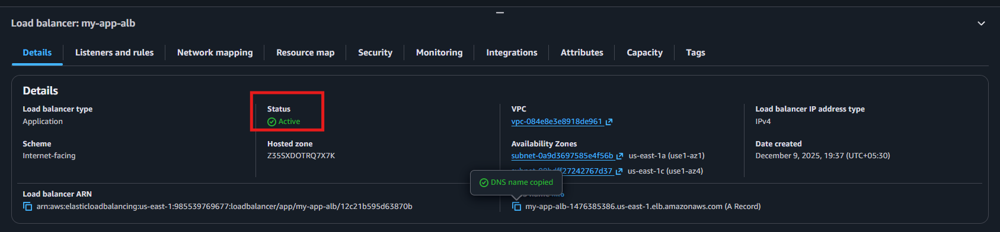 Load balancer: my-app-alb
Details Listeners and rules Network mapping Resource map Security Monitoring Integrations Attributes Capacity Tags
Details
Load balancer type
Application
Status
Active
VPC
vpc-084e8e3e8918de961
Load balancer IP address type
IPv4
Scheme
Internet-facing
Hosted zone
Z35SXDOTRQ7X7K
Availability Zones
subnet-0a9d3697585e4f56b us-east-1a (use1-az1)
us-east-1c (use1-az4)
Date created
December 9, 2025, 19:37 (UTC+05:30)
DNS name copied
Load balancer ARN
arn:aws:elasticloadbalancing:us-east-1:985539769677:loadbalancer/app/my-app-alb/12c21b595d63870b
my-app-alb-1476385386.us-east-1.elb.amazonaws.com (A Record)